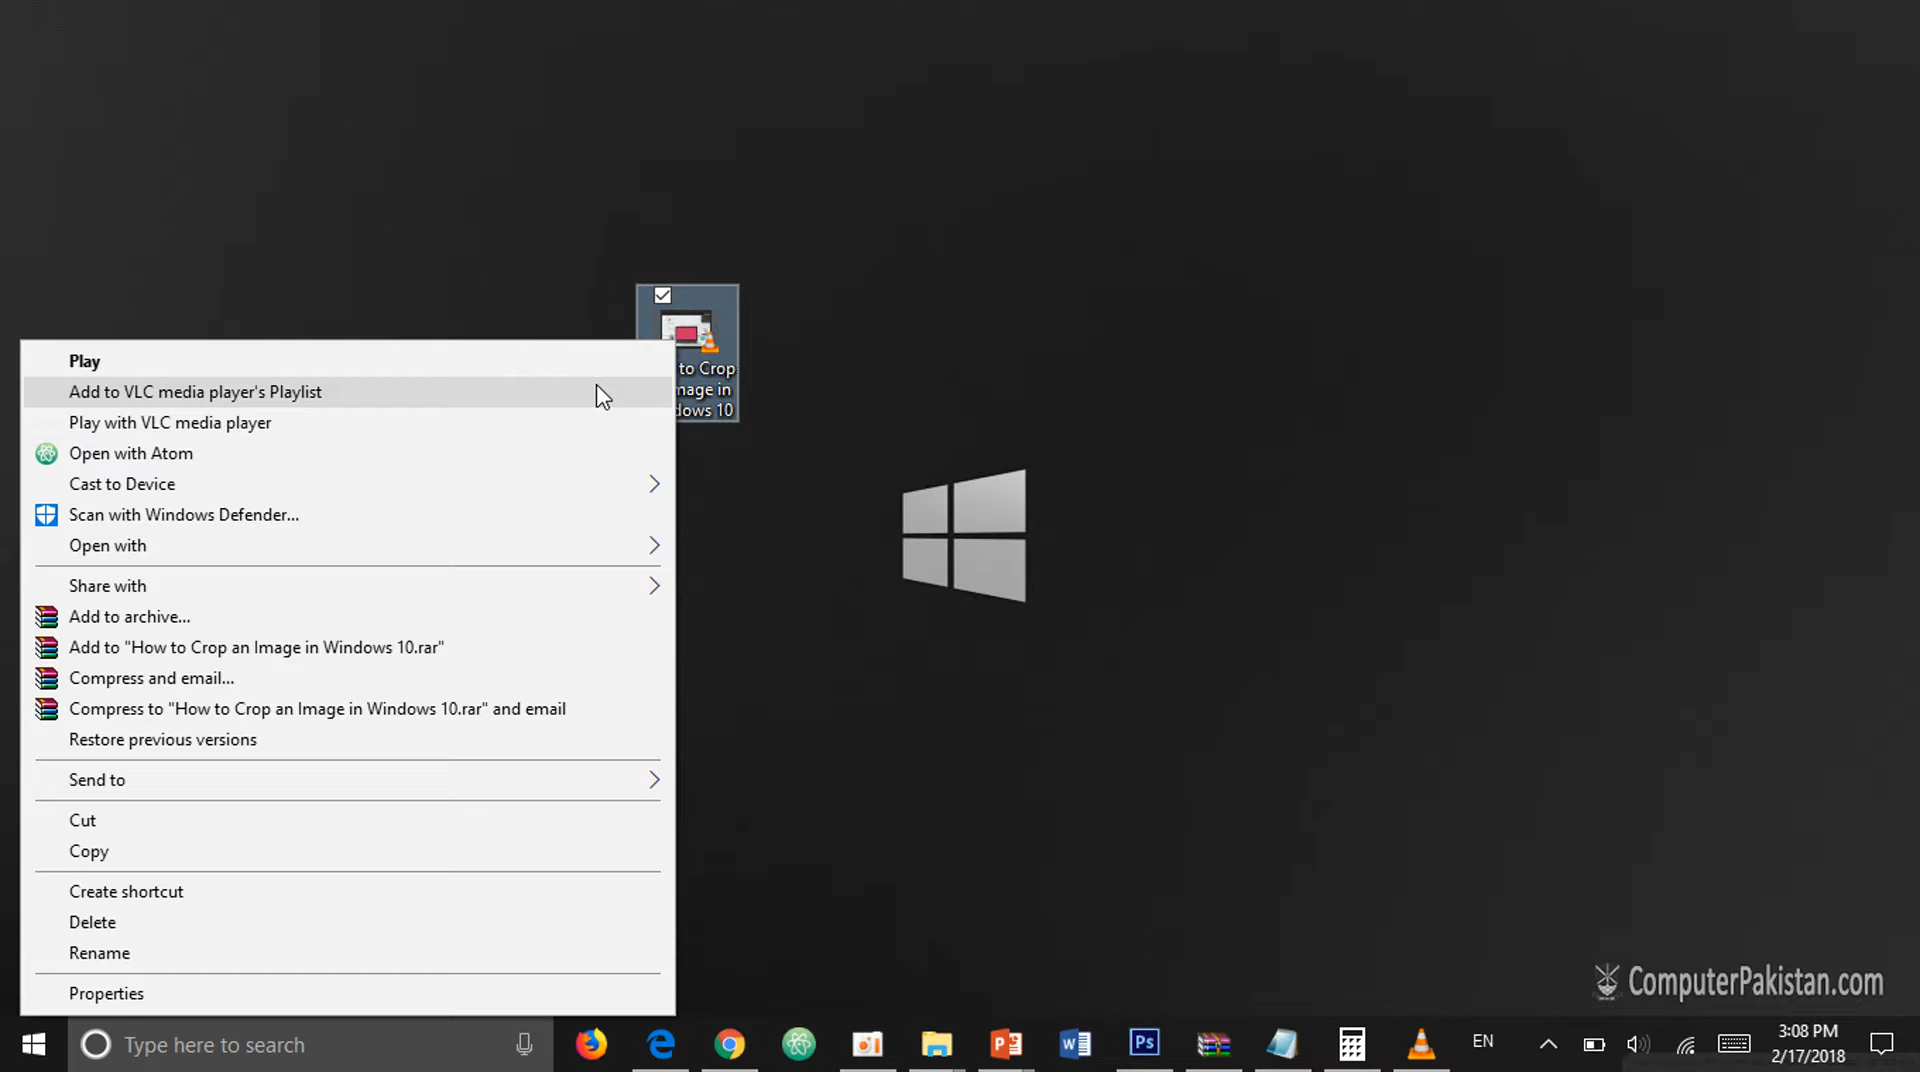 to Crop
mage in
dows 10
Play
Add to VLC media player's Playlist
Play with VLC media player
Open with Atom
Cast to Device
Scan with Windows Defender...
Open with
Share with
Add to archive...
Add to "How to Crop an Image in Windows 10.rar"
Compress and email...
Compress to "How to Crop an Image in Windows 10.rar" and email
Restore previous versions
Send to
Cut
Copy
Create shortcut
Delete
Rename
Properties
ComputerPakistan.com
Type here to search
Ps
EN
3:08 PM
2/17/2018